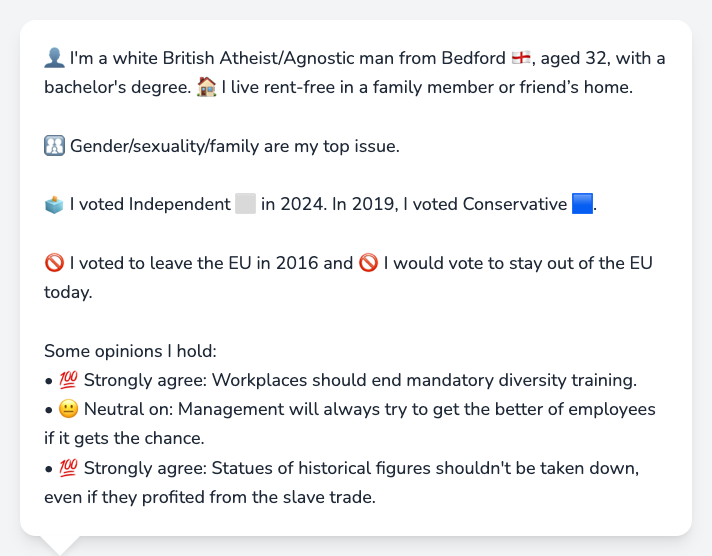 👤 I'm a white British Atheist/Agnostic man from Bedford 🏴󠁧󠁢󠁥󠁮󠁧󠁿, aged 32, with a
bachelor's degree. 🏠 I live rent-free in a family member or friend’s home.
🚻 Gender/sexuality/family are my top issue.
🗳️ I voted Independent ⬜ in 2024. In 2019, I voted Conservative 🟦.
🚫 I voted to leave the EU in 2016 and 🚫 I would vote to stay out of the EU
today.
Some opinions I hold:
• 💯 Strongly agree: Workplaces should end mandatory diversity training.
• 😐 Neutral on: Management will always try to get the better of employees
if it gets the chance.
• 💯 Strongly agree: Statues of historical figures shouldn't be taken down,
even if they profited from the slave trade.